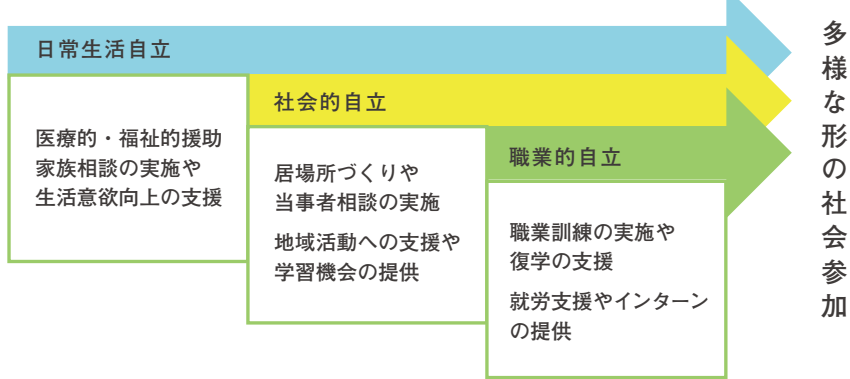 日常生活自立
医療的・福祉的援助
家族相談の実施や
生活意欲向上の支援
社会的自立
居場所づくりや
当事者相談の実施
地域活動への支援や
学習機会の提供
職業的自立
職業訓練の実施や
復学の支援
就労支援やインターン
の提供
多様な形の社会参加